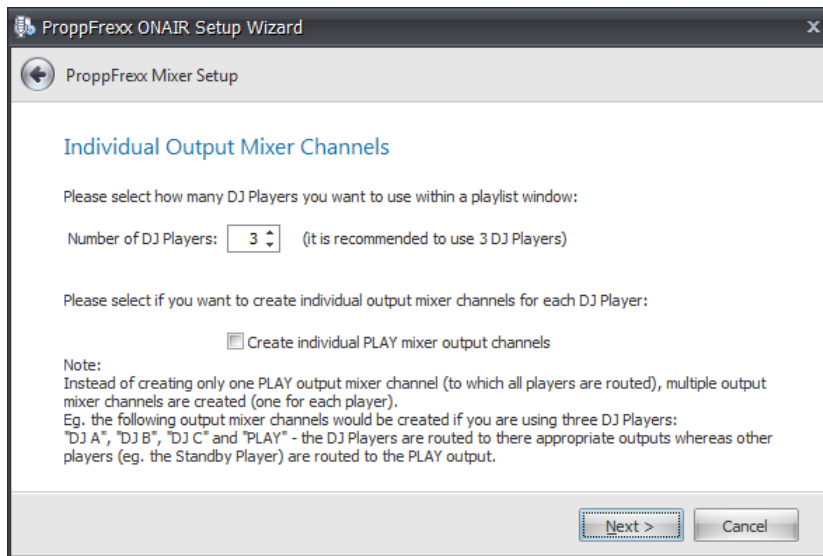 ProppFrexx ONAIR Setup Wizard
x
ProppFrexx Mixer Setup
Individual Output Mixer Channels
Please select how many DJ Players you want to use within a playlist window:
Number of DJ Players: 3 (it is recommended to use 3 DJ Players)
Please select if you want to create individual output mixer channels for each DJ Player:
Create individual PLAY mixer output channels
Note:
Instead of creating only one PLAY output mixer channel (to which all players are routed), multiple output
mixer channels are created (one for each player).
Eg. the following output mixer channels would be created if you are using three DJ Players:
"DJ A", "DJ B", "DJ C" and "PLAY" - the DJ Players are routed to there appropriate outputs whereas other
players (eg. the Standby Player) are routed to the PLAY output.
Next > Cancel